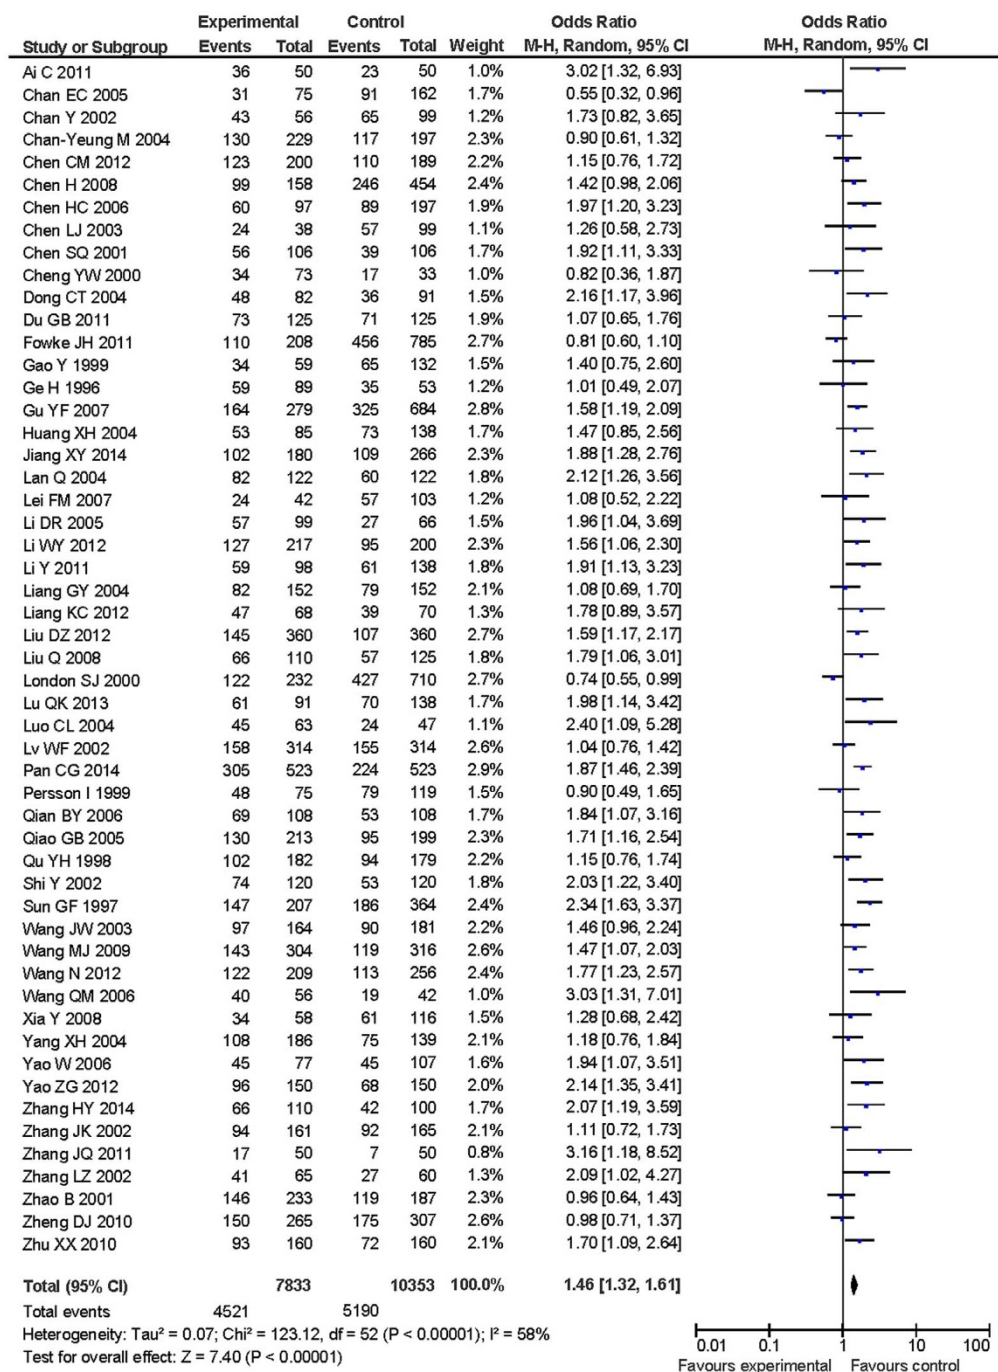 Experimental Control Odds Ratio Odds Ratio
Study or Subgroup Events Total Events Total Weight M-H, Random, 95% CI M-H, Random, 95% CI
Ai C 2011 36 50 23 50 1.0% 3.02 [1.32, 6.93]
Chan EC 2005 31 75 91 162 1.7% 0.55 [0.32, 0.96]
Chan Y 2002 43 56 65 99 1.2% 1.73 [0.82, 3.65]
Chan-Yeung M 2004 130 229 117 197 2.3% 0.90 [0.61, 1.32]
Chen CM 2012 123 200 110 189 2.2% 1.15 [0.76, 1.72]
Chen H 2008 99 158 246 454 2.4% 1.42 [0.98, 2.06]
Chen HC 2006 60 97 89 197 1.9% 1.97 [1.20, 3.23]
Chen LJ 2003 24 38 57 99 1.1% 1.26 [0.58, 2.73]
Chen SQ 2001 56 106 39 106 1.7% 1.92 [1.11, 3.33]
Cheng YW 2000 34 73 17 33 1.0% 0.82 [0.36, 1.87]
Dong CT 2004 48 82 36 91 1.5% 2.16 [1.17, 3.96]
Du GB 2011 73 125 71 125 1.9% 1.07 [0.65, 1.76]
Fowke JH 2011 110 208 456 785 2.7% 0.81 [0.60, 1.10]
Gao Y 1999 34 59 65 132 1.5% 1.40 [0.75, 2.60]
Ge H 1996 59 89 35 53 1.2% 1.01 [0.49, 2.07]
Gu YF 2007 164 279 325 684 2.8% 1.58 [1.19, 2.09]
Huang XH 2004 53 85 73 138 1.7% 1.47 [0.85, 2.56]
Jiang XY 2014 102 180 109 266 2.3% 1.88 [1.28, 2.76]
Lan Q 2004 82 122 60 122 1.8% 2.12 [1.26, 3.56]
Lei FM 2007 24 42 57 103 1.2% 1.08 [0.52, 2.22]
Li DR 2005 57 99 27 66 1.5% 1.96 [1.04, 3.69]
Li WY 2012 127 217 95 200 2.3% 1.56 [1.06, 2.30]
Li Y 2011 59 98 61 138 1.8% 1.91 [1.13, 3.23]
Liang GY 2004 82 152 79 152 2.1% 1.08 [0.69, 1.70]
Liang KC 2012 47 68 39 70 1.3% 1.78 [0.89, 3.57]
Liu DZ 2012 145 360 107 360 2.7% 1.59 [1.17, 2.17]
Liu Q 2008 66 110 57 125 1.8% 1.79 [1.06, 3.01]
London SJ 2000 122 232 427 710 2.7% 0.74 [0.55, 0.99]
Lu QK 2013 61 91 70 138 1.7% 1.98 [1.14, 3.42]
Luo CL 2004 45 63 24 47 1.1% 2.40 [1.09, 5.28]
Lv WF 2002 158 314 155 314 2.6% 1.04 [0.76, 1.42]
Pan CG 2014 305 523 224 523 2.9% 1.87 [1.46, 2.39]
Persson I 1999 48 75 79 119 1.5% 0.90 [0.49, 1.65]
Qian BY 2006 69 108 53 108 1.7% 1.84 [1.07, 3.16]
Qiao GB 2005 130 213 95 199 2.3% 1.71 [1.16, 2.54]
Qu YH 1998 102 182 94 179 2.2% 1.15 [0.76, 1.74]
Shi Y 2002 74 120 53 120 1.8% 2.03 [1.22, 3.40]
Sun GF 1997 147 207 186 364 2.4% 2.34 [1.63, 3.37]
Wang JW 2003 97 164 90 181 2.2% 1.46 [0.96, 2.24]
Wang MJ 2009 143 304 119 316 2.6% 1.47 [1.07, 2.03]
Wang N 2012 122 209 113 256 2.4% 1.77 [1.23, 2.57]
Wang QM 2006 40 56 19 42 1.0% 3.03 [1.31, 7.01]
Xia Y 2008 34 58 61 116 1.5% 1.28 [0.68, 2.42]
Yang XH 2004 108 186 75 139 2.1% 1.18 [0.76, 1.84]
Yao W 2006 45 77 45 107 1.6% 1.94 [1.07, 3.51]
Yao ZG 2012 96 150 68 150 2.0% 2.14 [1.35, 3.41]
Zhang HY 2014 66 110 42 100 1.7% 2.07 [1.19, 3.59]
Zhang JK 2002 94 161 92 165 2.1% 1.11 [0.72, 1.73]
Zhang JQ 2011 17 50 7 50 0.8% 3.16 [1.18, 8.52]
Zhang LZ 2002 41 65 27 60 1.3% 2.09 [1.02, 4.27]
Zhao B 2001 146 233 119 187 2.3% 0.96 [0.64, 1.43]
Zheng DJ 2010 150 265 175 307 2.6% 0.98 [0.71, 1.37]
Zhu XX 2010 93 160 72 160 2.1% 1.70 [1.09, 2.64]
Total (95% CI) 7833 10353 100.0% 1.46 [1.32, 1.61]
Total events 4521 5190
Heterogeneity: Tau² = 0.07; Chi² = 123.12, df = 52 (P < 0.00001); I² = 58%
Test for overall effect: Z = 7.40 (P < 0.00001)
0.01 0.1 1 10 100
Favours experimental Favours control